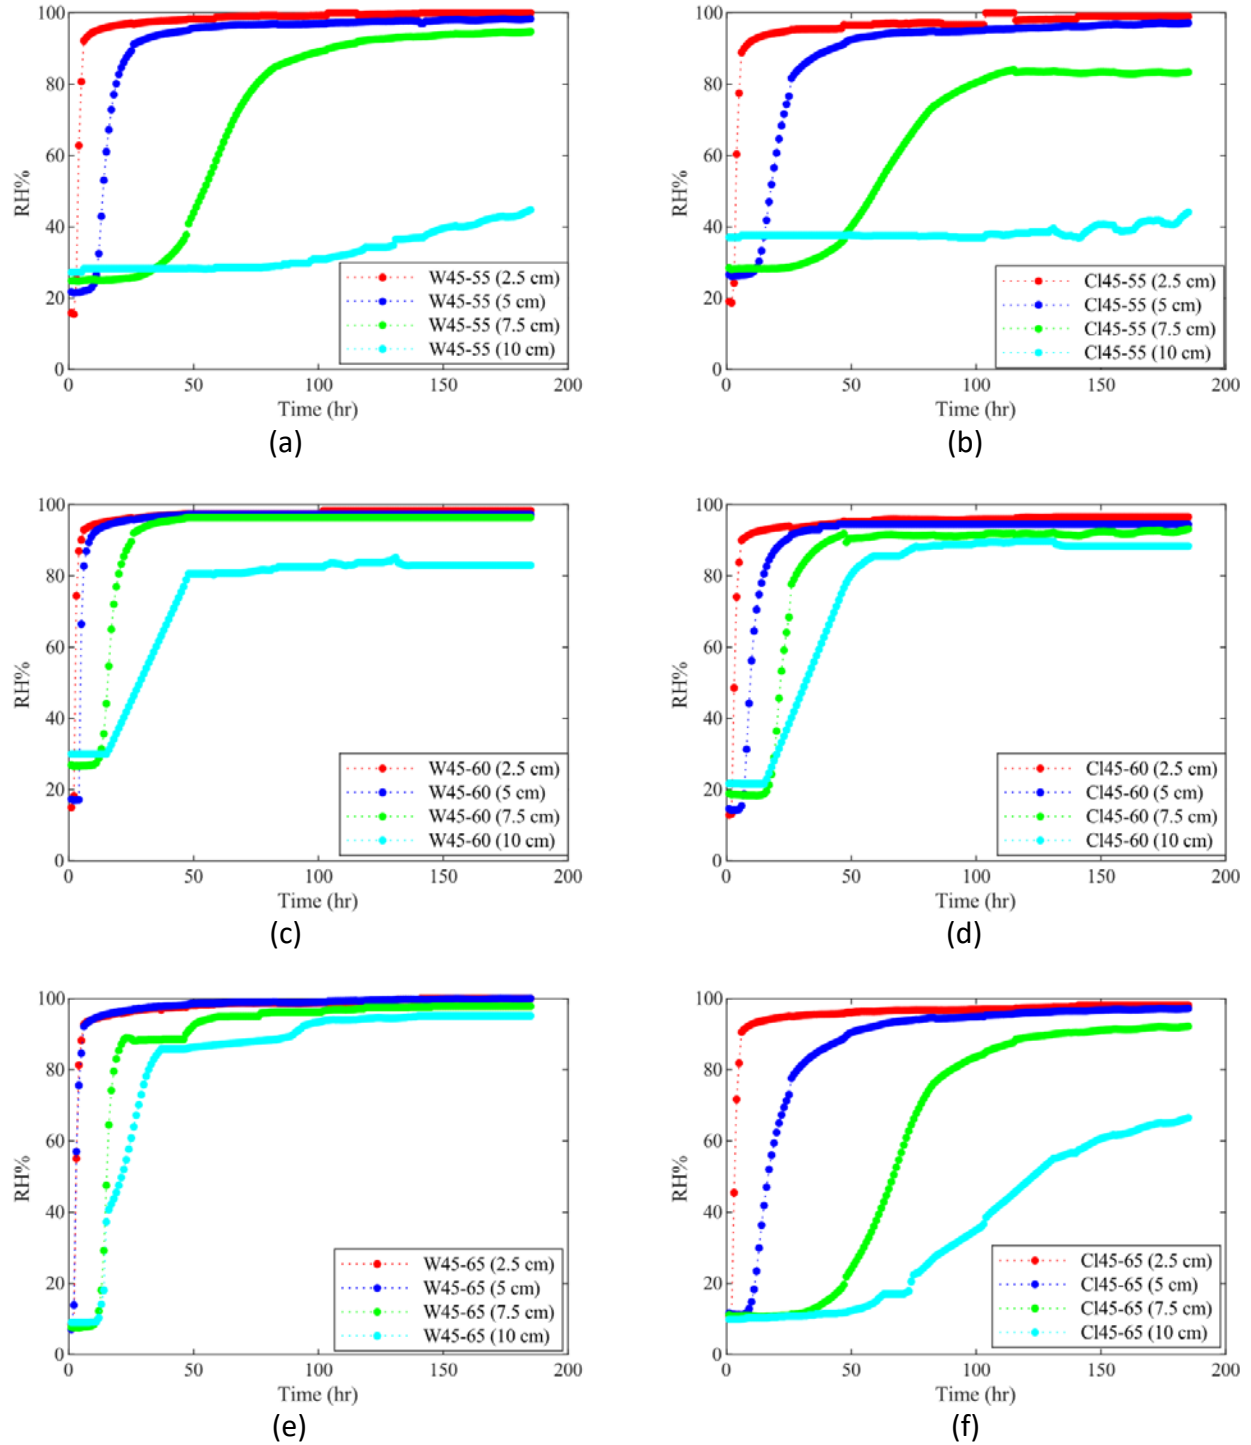 100
80
60
40
20
0
RH%
W45-55 (2.5 cm)
W45-55 (5 cm)
W45-55 (7.5 cm)
W45-55 (10 cm)
0 50 100 150 200
Time (hr)
(a)
100
80
60
40
20
0
RH%
Cl45-55 (2.5 cm)
Cl45-55 (5 cm)
Cl45-55 (7.5 cm)
Cl45-55 (10 cm)
0 50 100 150 200
Time (hr)
(b)
100
80
60
40
20
0
RH%
W45-60 (2.5 cm)
W45-60 (5 cm)
W45-60 (7.5 cm)
W45-60 (10 cm)
0 50 100 150 200
Time (hr)
(c)
100
80
60
40
20
0
RH%
Cl45-60 (2.5 cm)
Cl45-60 (5 cm)
Cl45-60 (7.5 cm)
Cl45-60 (10 cm)
0 50 100 150 200
Time (hr)
(d)
100
80
60
40
20
0
RH%
W45-65 (2.5 cm)
W45-65 (5 cm)
W45-65 (7.5 cm)
W45-65 (10 cm)
0 50 100 150 200
Time (hr)
(e)
100
80
60
40
20
0
RH%
Cl45-65 (2.5 cm)
Cl45-65 (5 cm)
Cl45-65 (7.5 cm)
Cl45-65 (10 cm)
0 50 100 150 200
Time (hr)
(f)